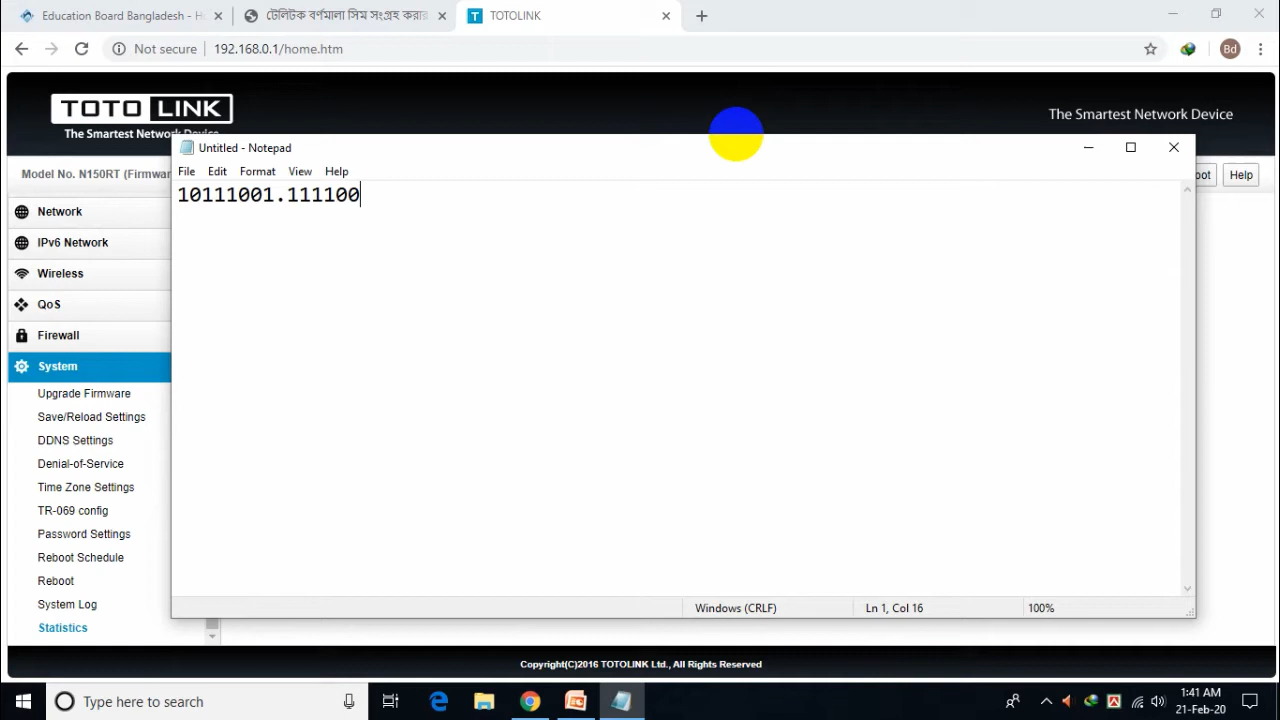 Education Board Bangladesh - H
টেলিটক বর্ণমালা সিম সংগ্রহ করার
TOTOLINK
Not secure
192.168.0.1/home.htm
Bd
TOTO LINK
The Smartest Network Device
The Smartest Network Device
Untitled - Notepad
Model No. N150RT (Firmwar
File Edit Format View Help
oot
Help
10111001.111100
Network
IPv6 Network
Wireless
QoS
Firewall
System
Upgrade Firmware
Save/Reload Settings
DDNS Settings
Denial-of-Service
Time Zone Settings
TR-069 config
Password Settings
Reboot Schedule
Reboot
System Log
Statistics
Windows (CRLF)
Ln 1, Col 16
100%
Copyright(C)2016 TOTOLINK Ltd., All Rights Reserved
Type here to search
1:41 AM
21-Feb-20